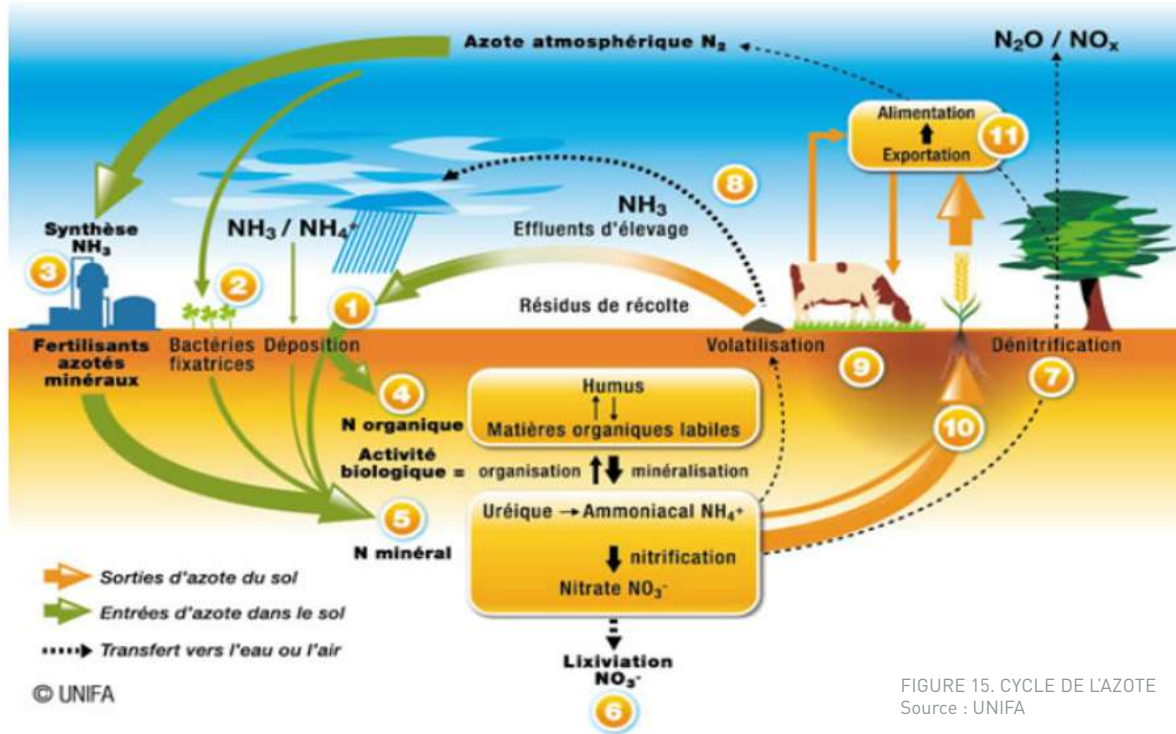 Azote atmosphérique N₂
N₂O / NOₓ
Alimentation
Exportation
11
8
NH₃
Effluents d'élevage
NH₃ / NH₄⁺
Synthèse
NH₃
3
2
1
Résidus de récolte
Fertilisants
azotés
minéraux
Bactéries
fixatrices
Déposition
Volatilisation
9
Dénitrification
7
4
N organique
Humus
Matières organiques labiles
10
Activité
biologique =
organisation
minéralisation
5
N minéral
Uréique → Ammoniacal NH₄⁺
nitrification
Nitrate NO₃⁻
Sorties d'azote du sol
Entrées d'azote dans le sol
Transfert vers l'eau ou l'air
Lixiviation
NO₃⁻
6
© UNIFA
FIGURE 15. CYCLE DE L'AZOTE
Source : UNIFA